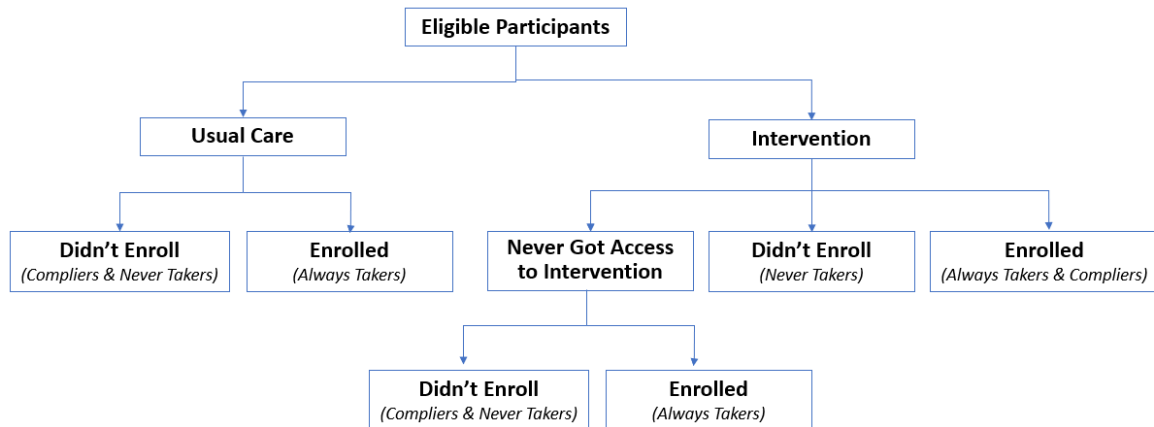 Eligible Participants
Usual Care
Intervention
Didn’t Enroll
(Compliers & Never Takers)
Enrolled
(Always Takers)
Never Got Access
to Intervention
Didn’t Enroll
(Never Takers)
Enrolled
(Always Takers & Compliers)
Didn’t Enroll
(Compliers & Never Takers)
Enrolled
(Always Takers)